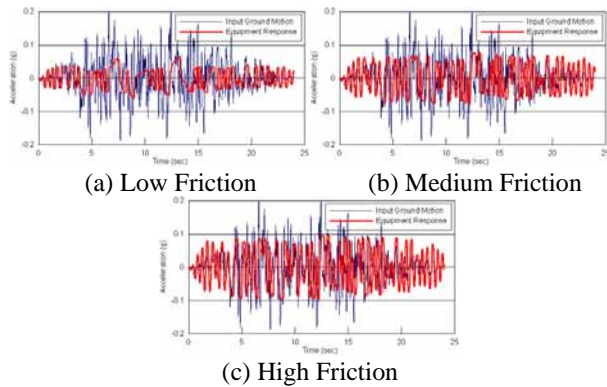 0.2
0.1
0
-0.1
-0.2
Acceleration (g)
Input Ground Motion
Equipment Response
0 5 10 15 20 25
Time (sec)
(a) Low Friction
0.2
0.1
0
-0.1
-0.2
Acceleration (g)
Input Ground Motion
Equipment Response
0 5 10 15 20 25
Time (sec)
(b) Medium Friction
0.2
0.1
0
-0.1
-0.2
Acceleration (g)
Input Ground Motion
Equipment Response
0 5 10 15 20 25
Time (sec)
(c) High Friction